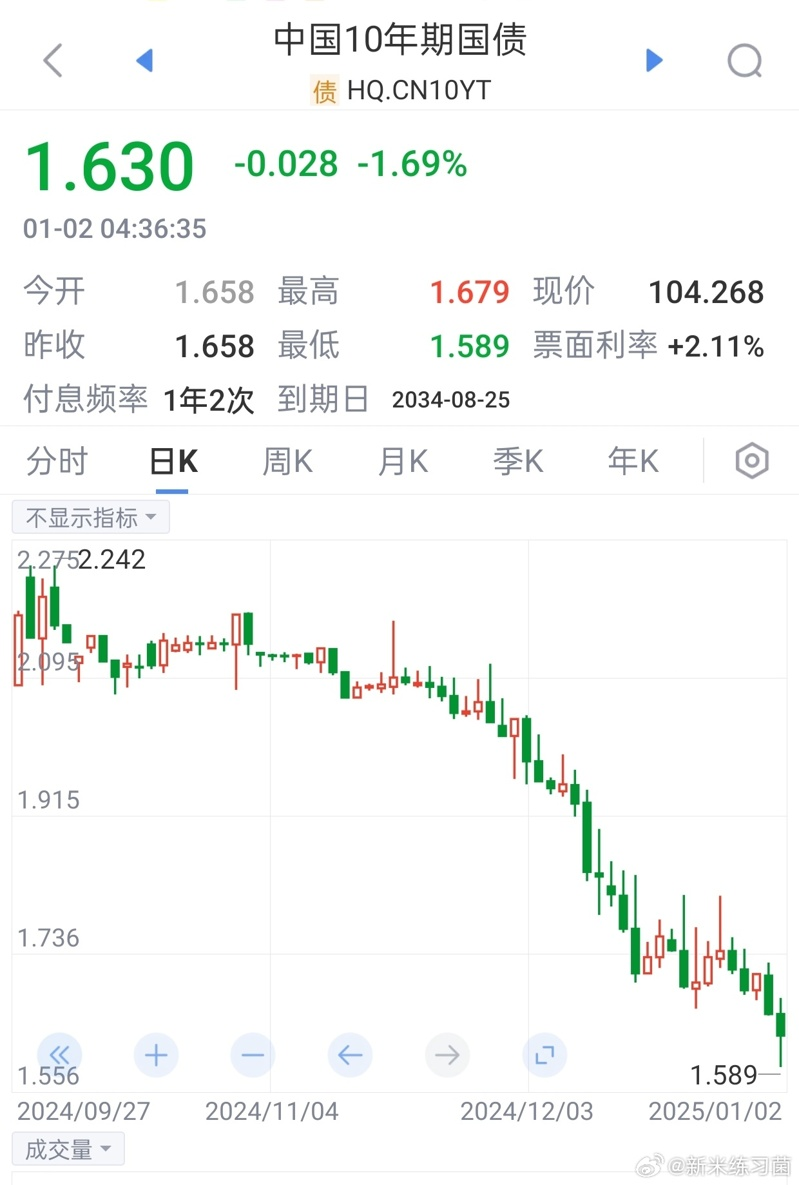 中国10年期国债
债 HQ.CN10YT
1.630 -0.028 -1.69%
01-02 04:36:35
今开 1.658 最高 1.679 现价 104.268
昨收 1.658 最低 1.589 票面利率 +2.11%
付息频率 1年2次 到期日 2034-08-25
分时 日K 周K 月K 季K 年K
不显示指标
2.275 2.242
2.095
1.915
1.736
1.589
1.556
2024/09/27 2024/11/04 2024/12/03 2025/01/02
成交量
@新米练习菌